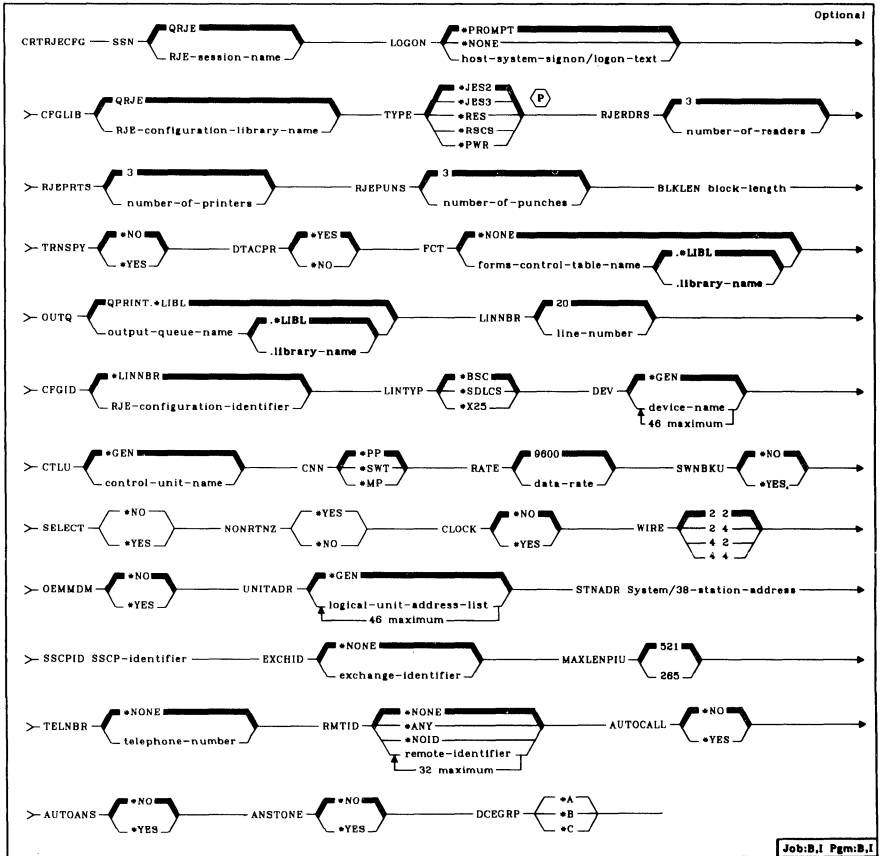 Optional
CRTRJECFG SSN QRJE LOGON *PROMPT
*NONE
RJE-session-name host-system-signon/logon-text
CFGLIB QRJE TYPE *JES2 P RJERDRS 3
*JES3
*RES
RJE-configuration-library-name *RSCS number-of-readers
*PWR
RJEPRTS 3 RJEPUNS 3 BLKLEN block-length
number-of-printers number-of-punches
TRNSPY *NO DTACPR *YES FCT *NONE
*YES *NO forms-control-table-name .*LIBL
.library-name
OUTQ QPRINT.*LIBL LINNBR 20
output-queue-name .*LIBL line-number
.library-name
CFGID *LINNBR LINTYP *BSC DEV *GEN
RJE-configuration-identifier *SDLCS device-name
*X25 46 maximum
CTLU *GEN CNN *PP RATE 9600 SWNBKU *NO
control-unit-name *SWT data-rate *YES
*MP
SELECT *NO NONRTNZ *YES CLOCK *NO WIRE 2 2
2 4
*YES *NO *YES 4 2
4 4
OEMMDM *NO UNITADR *GEN STNADR System/38-station-address
*YES logical-unit-address-list
46 maximum
SSCPID SSCP-identifier EXCHID *NONE MAXLENPIU 521
exchange-identifier 265
TELNBR *NONE RMTID *NONE AUTOCALL *NO
*ANY
*NOID
telephone-number remote-identifier *YES
32 maximum
AUTOANS *NO ANSTONE *NO DCEGRP *A
*B
*YES *YES *C
Job:B,I Pgm:B,I